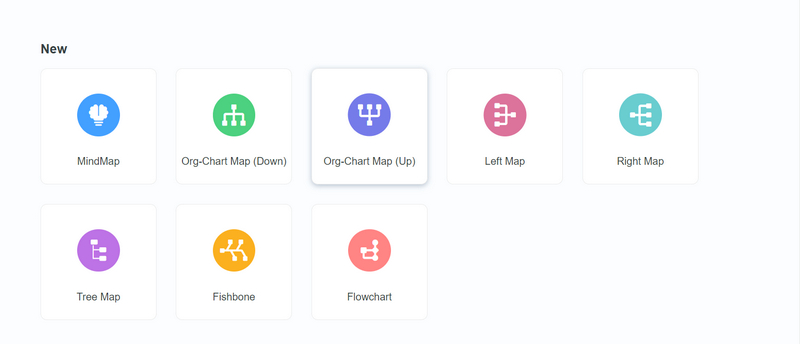 New
MindMap
Org-Chart Map (Down)
Org-Chart Map (Up)
Left Map
Right Map
Tree Map
Fishbone
Flowchart